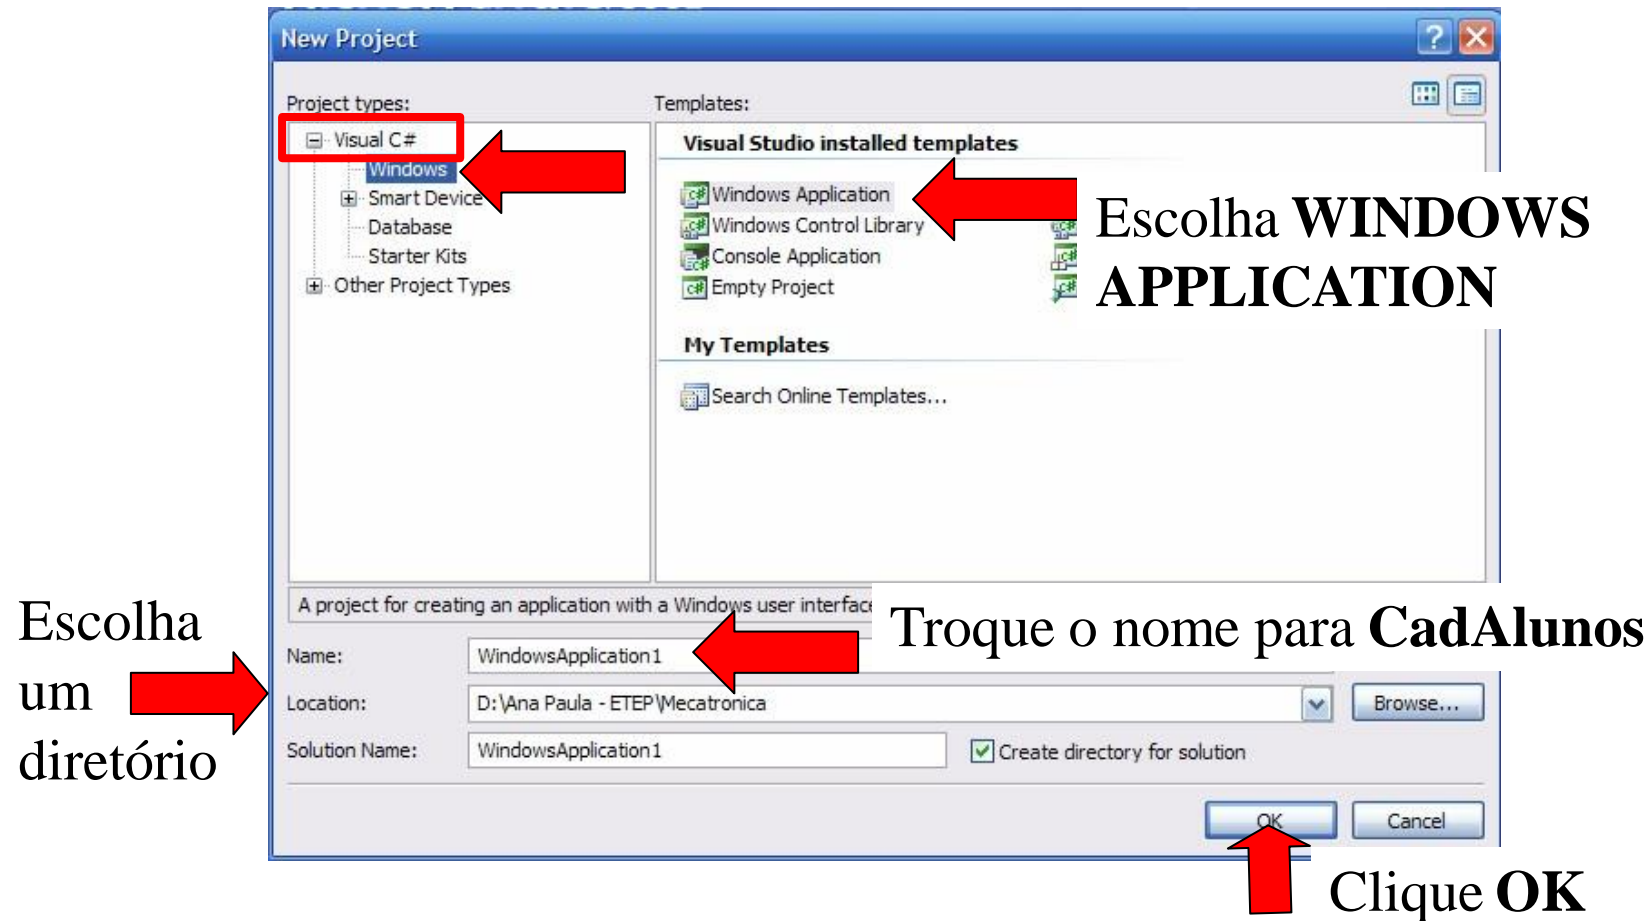 New Project
Project types:
Templates:
Visual C#
Windows
Smart Device
Database
Starter Kits
Other Project Types
Visual Studio installed templates
Windows Application
Windows Control Library
Console Application
Empty Project
My Templates
Search Online Templates...
Escolha WINDOWS
APPLICATION
A project for creating an application with a Windows user interface
Troque o nome para CadAlunos
Name:
WindowsApplication1
Escolha
um
diretório
Location:
D:\Ana Paula - ETEP\Mecatronica
Browse...
Solution Name:
WindowsApplication1
Create directory for solution
OK
Cancel
Clique OK